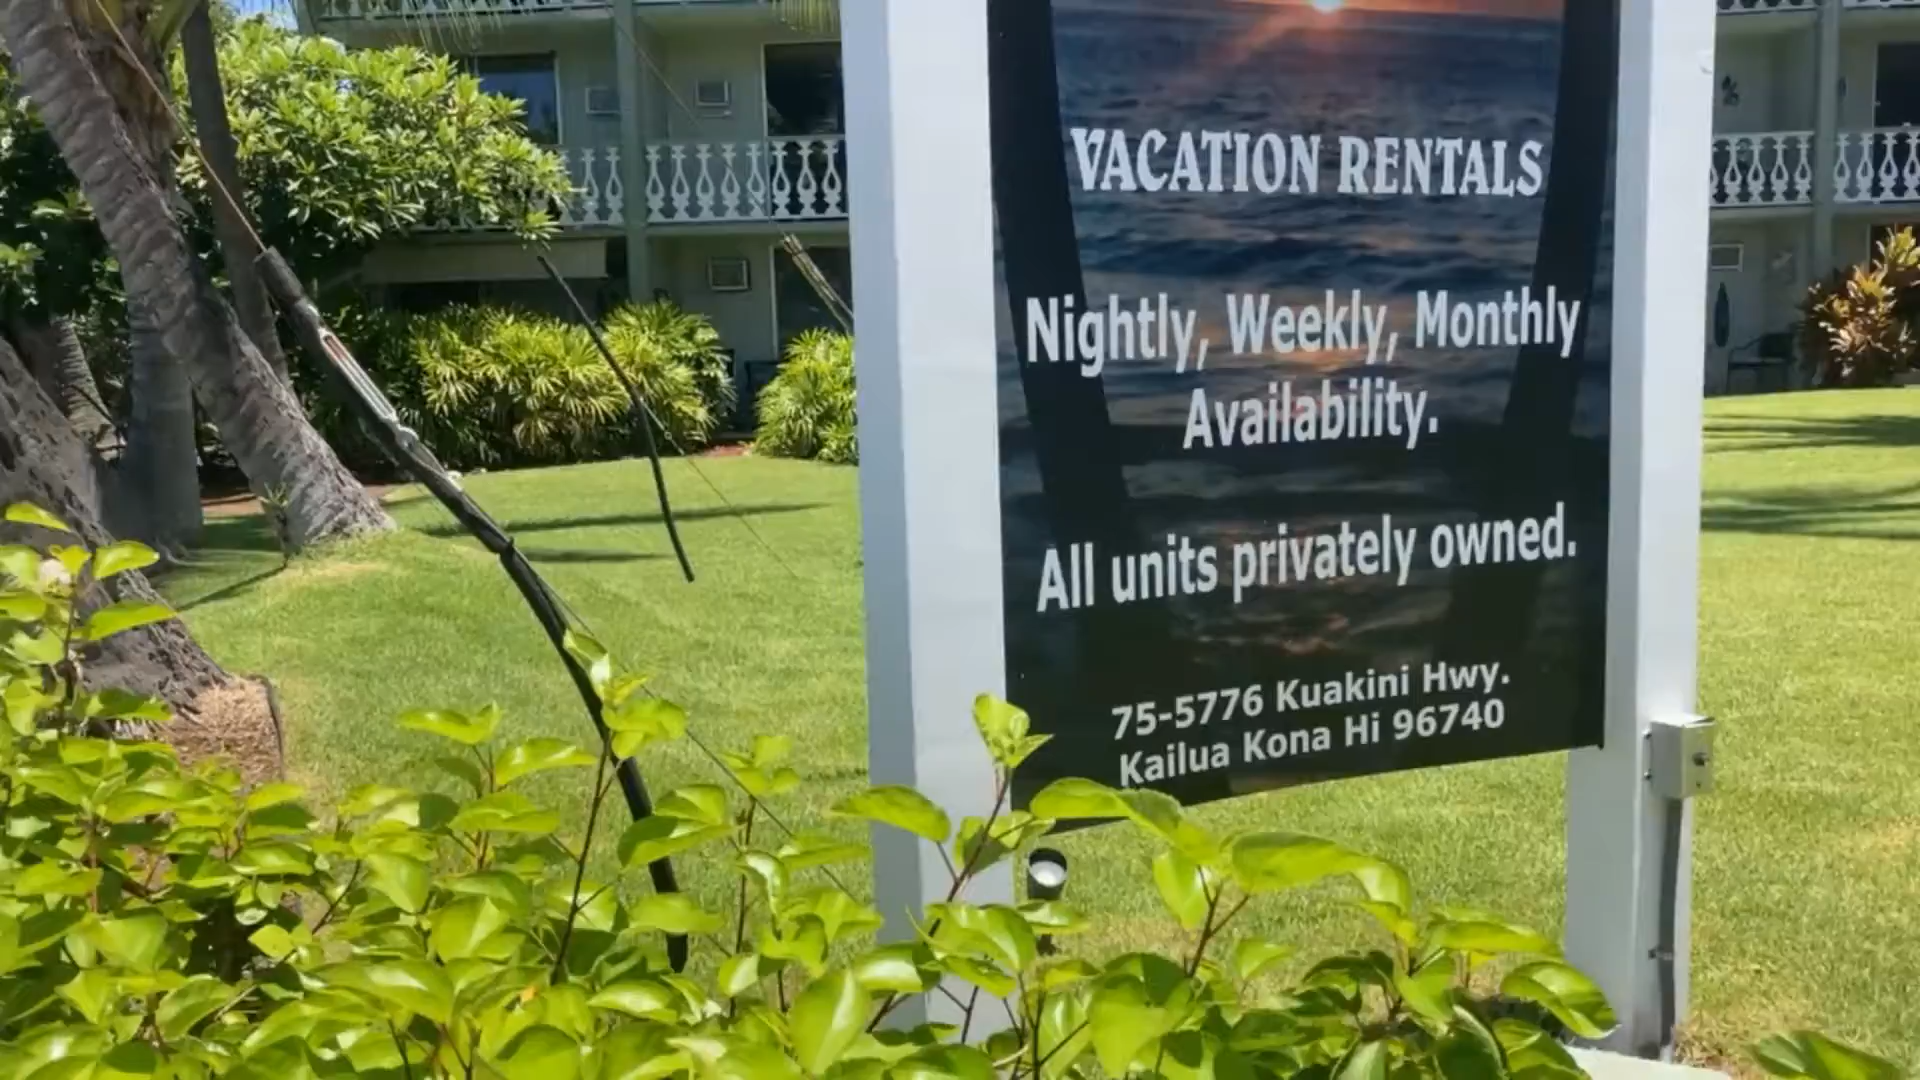 VACATION RENTALS
Nightly, Weekly, Monthly
Availability.
All units privately owned.
75-5776 Kuakini Hwy.
Kailua Kona Hi 96740